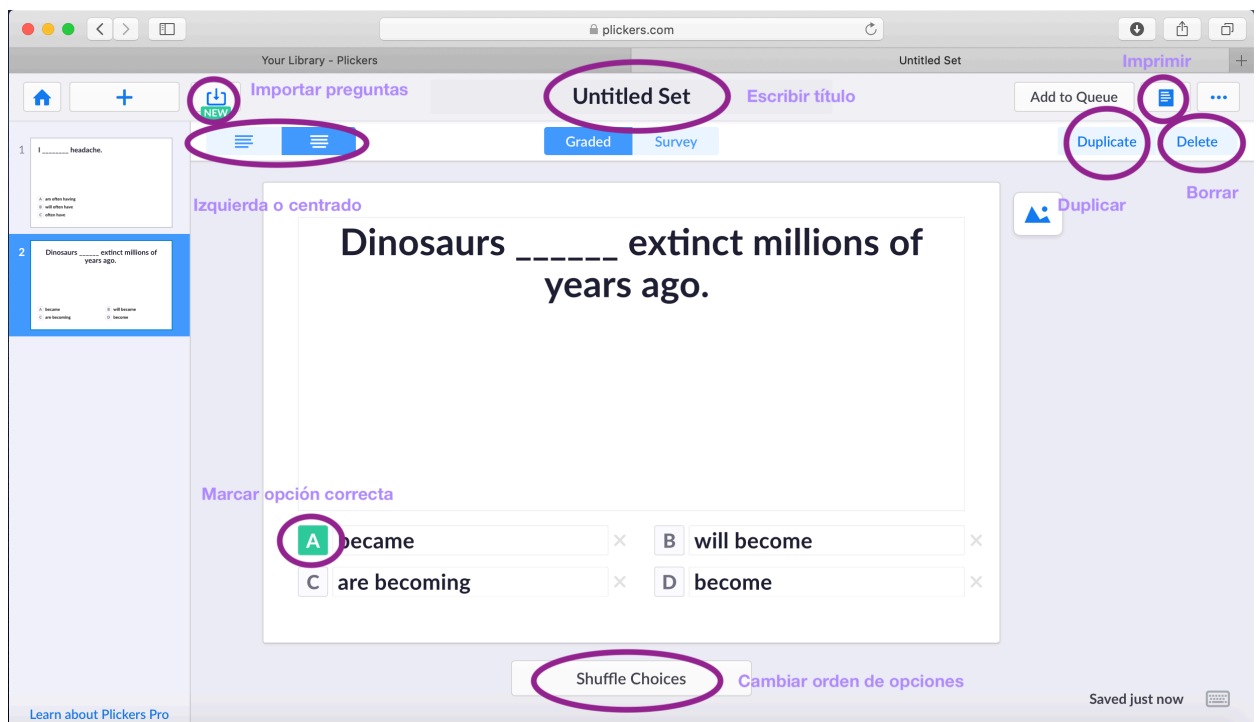 plickers.com
Your Library - Plickers
Untitled Set
Imprimir
+
+
NEW
Importar preguntas
Untitled Set
Escribir título
Add to Queue
Graded
Survey
Duplicate
Delete
1
I ________ headache.
A are often having
B will often have
C often have
Izquierda o centrado
Duplicar
Borrar
Dinosaurs ______ extinct millions of
years ago.
2
Dinosaurs ______ extinct millions of
years ago.
A became
B will become
C are becoming
D become
Marcar opción correcta
A became
B will become
C are becoming
D become
Shuffle Choices
Cambiar orden de opciones
Saved just now
Learn about Plickers Pro